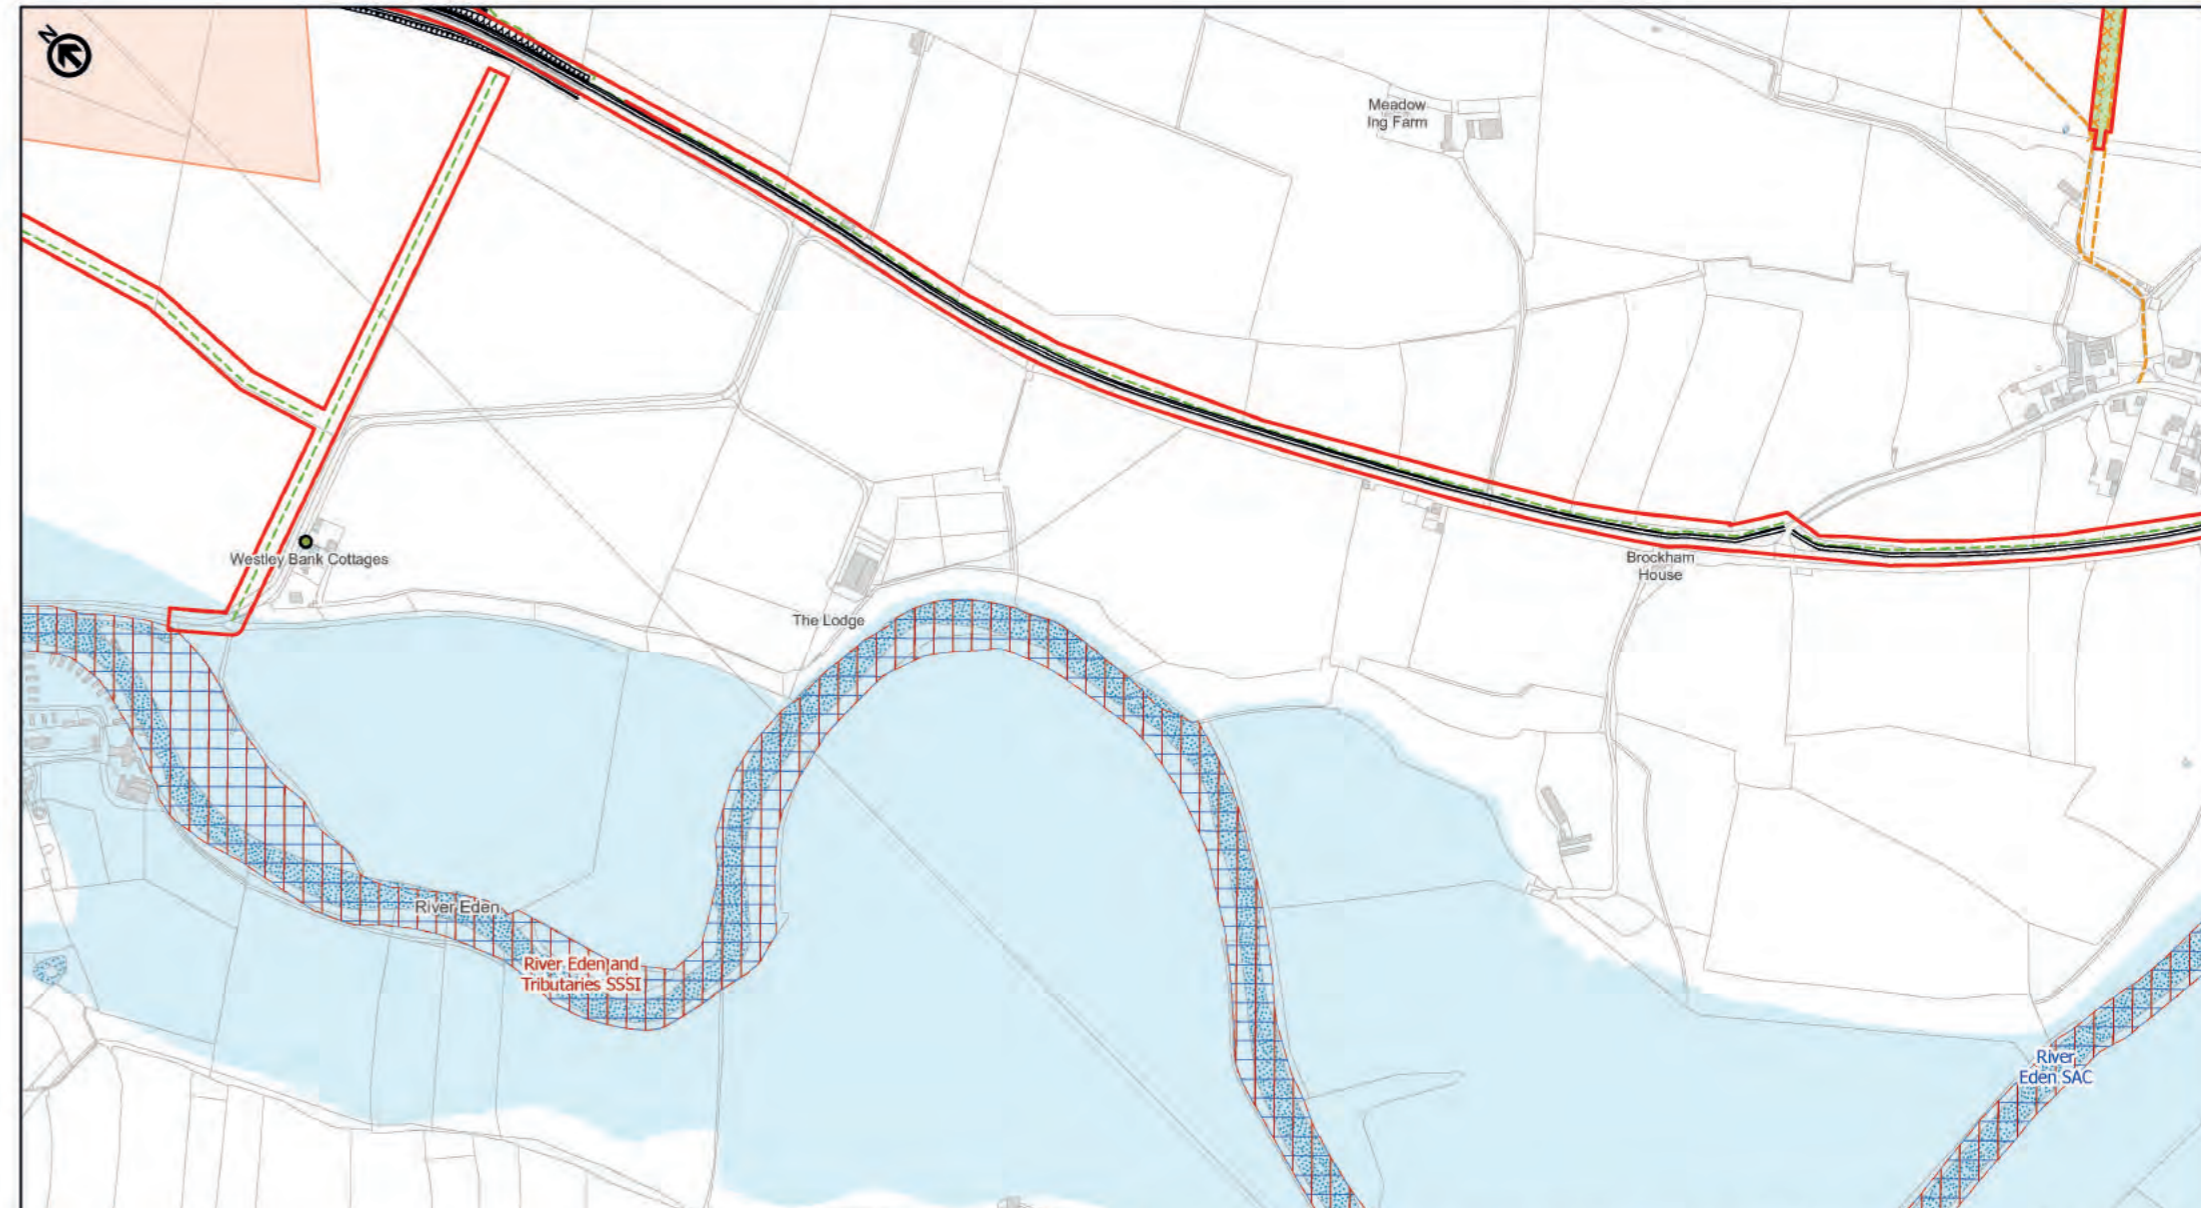 N
Meadow
Ing Farm
Westley Bank Cottages
Brockham
House
The Lodge
River Eden
River Eden and
Tributaries SSSI
River
Eden SAC